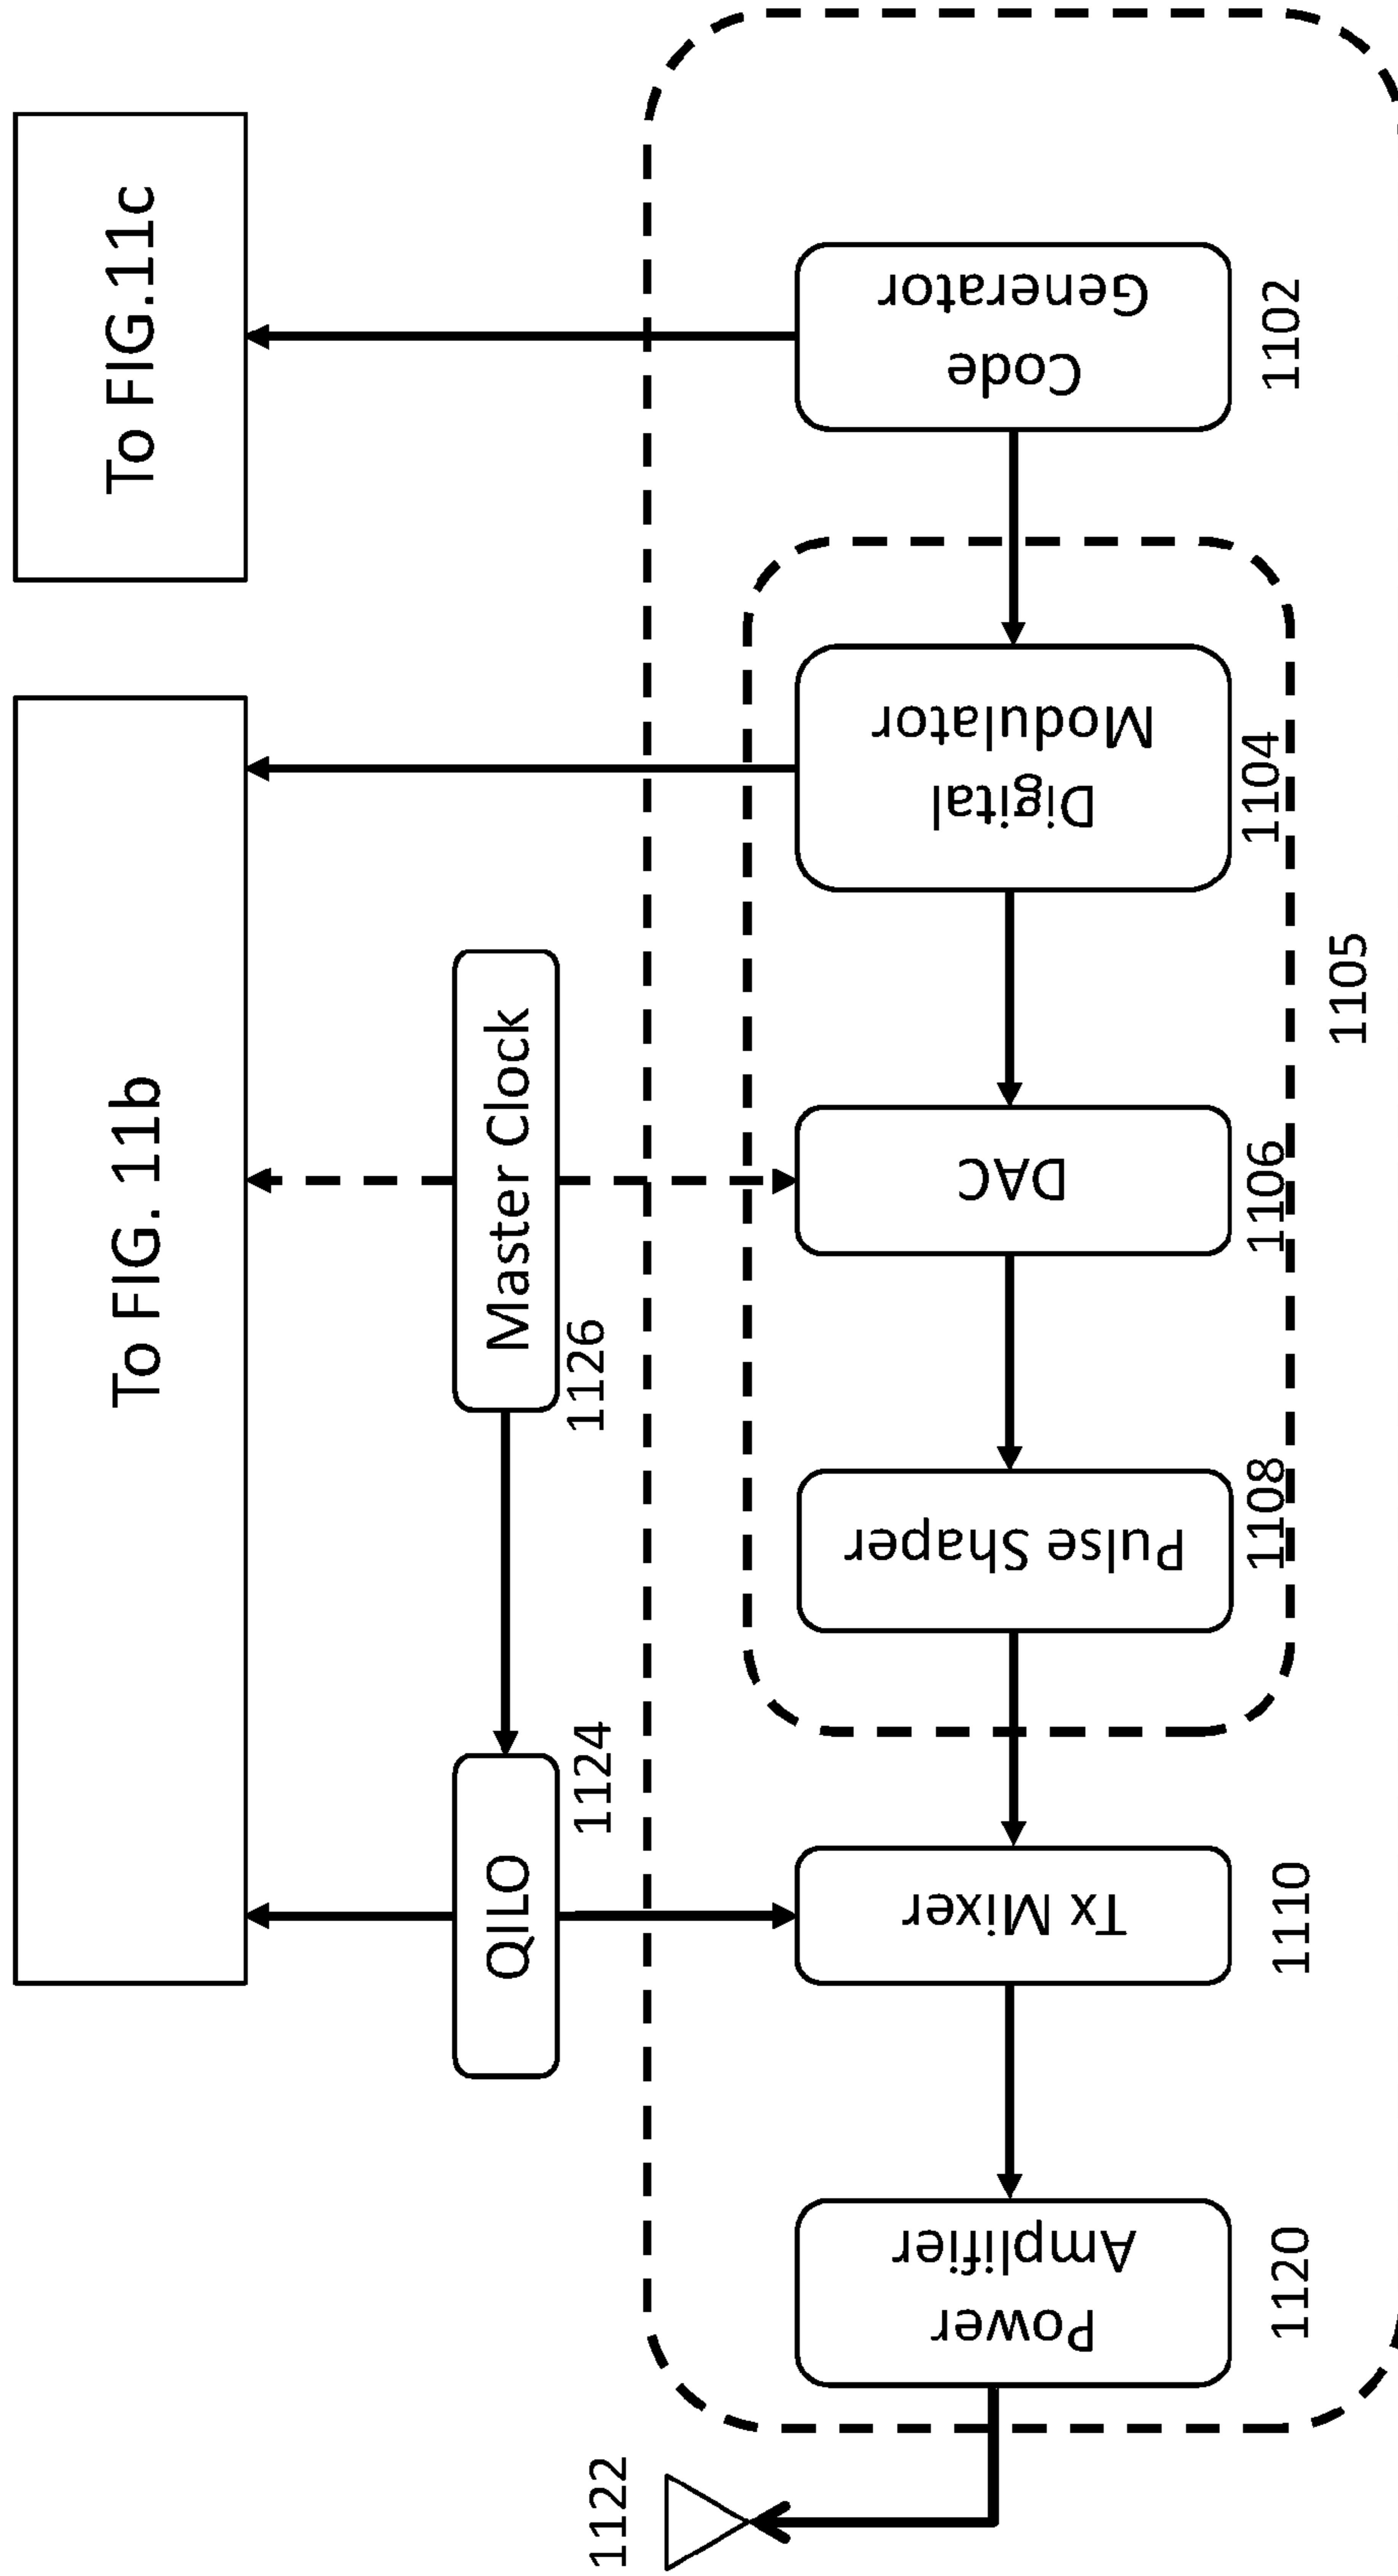 To FIG. 11b
To FIG.11c
QILO
1124
Master Clock
1126
1122
Power
Amplifier
1120
Tx Mixer
1110
Pulse Shaper
1108
DAC
1106
Digital
Modulator
1104
Code
Generator
1102
1105